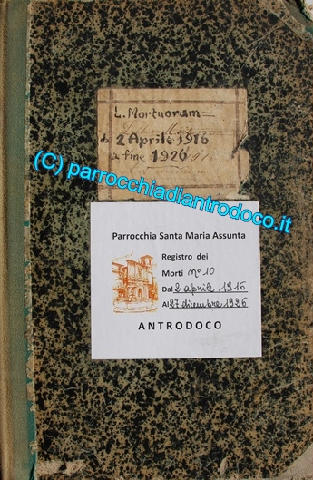 L. Mortuorum
da 2 Aprile 1916
a fine 1926
(C) parrocchiadiantrodoco.it
Parrocchia Santa Maria Assunta
Registro dei
Morti n° 10
Dal 2 aprile 1916
Al 27 dicembre 1926
ANTRODOCO